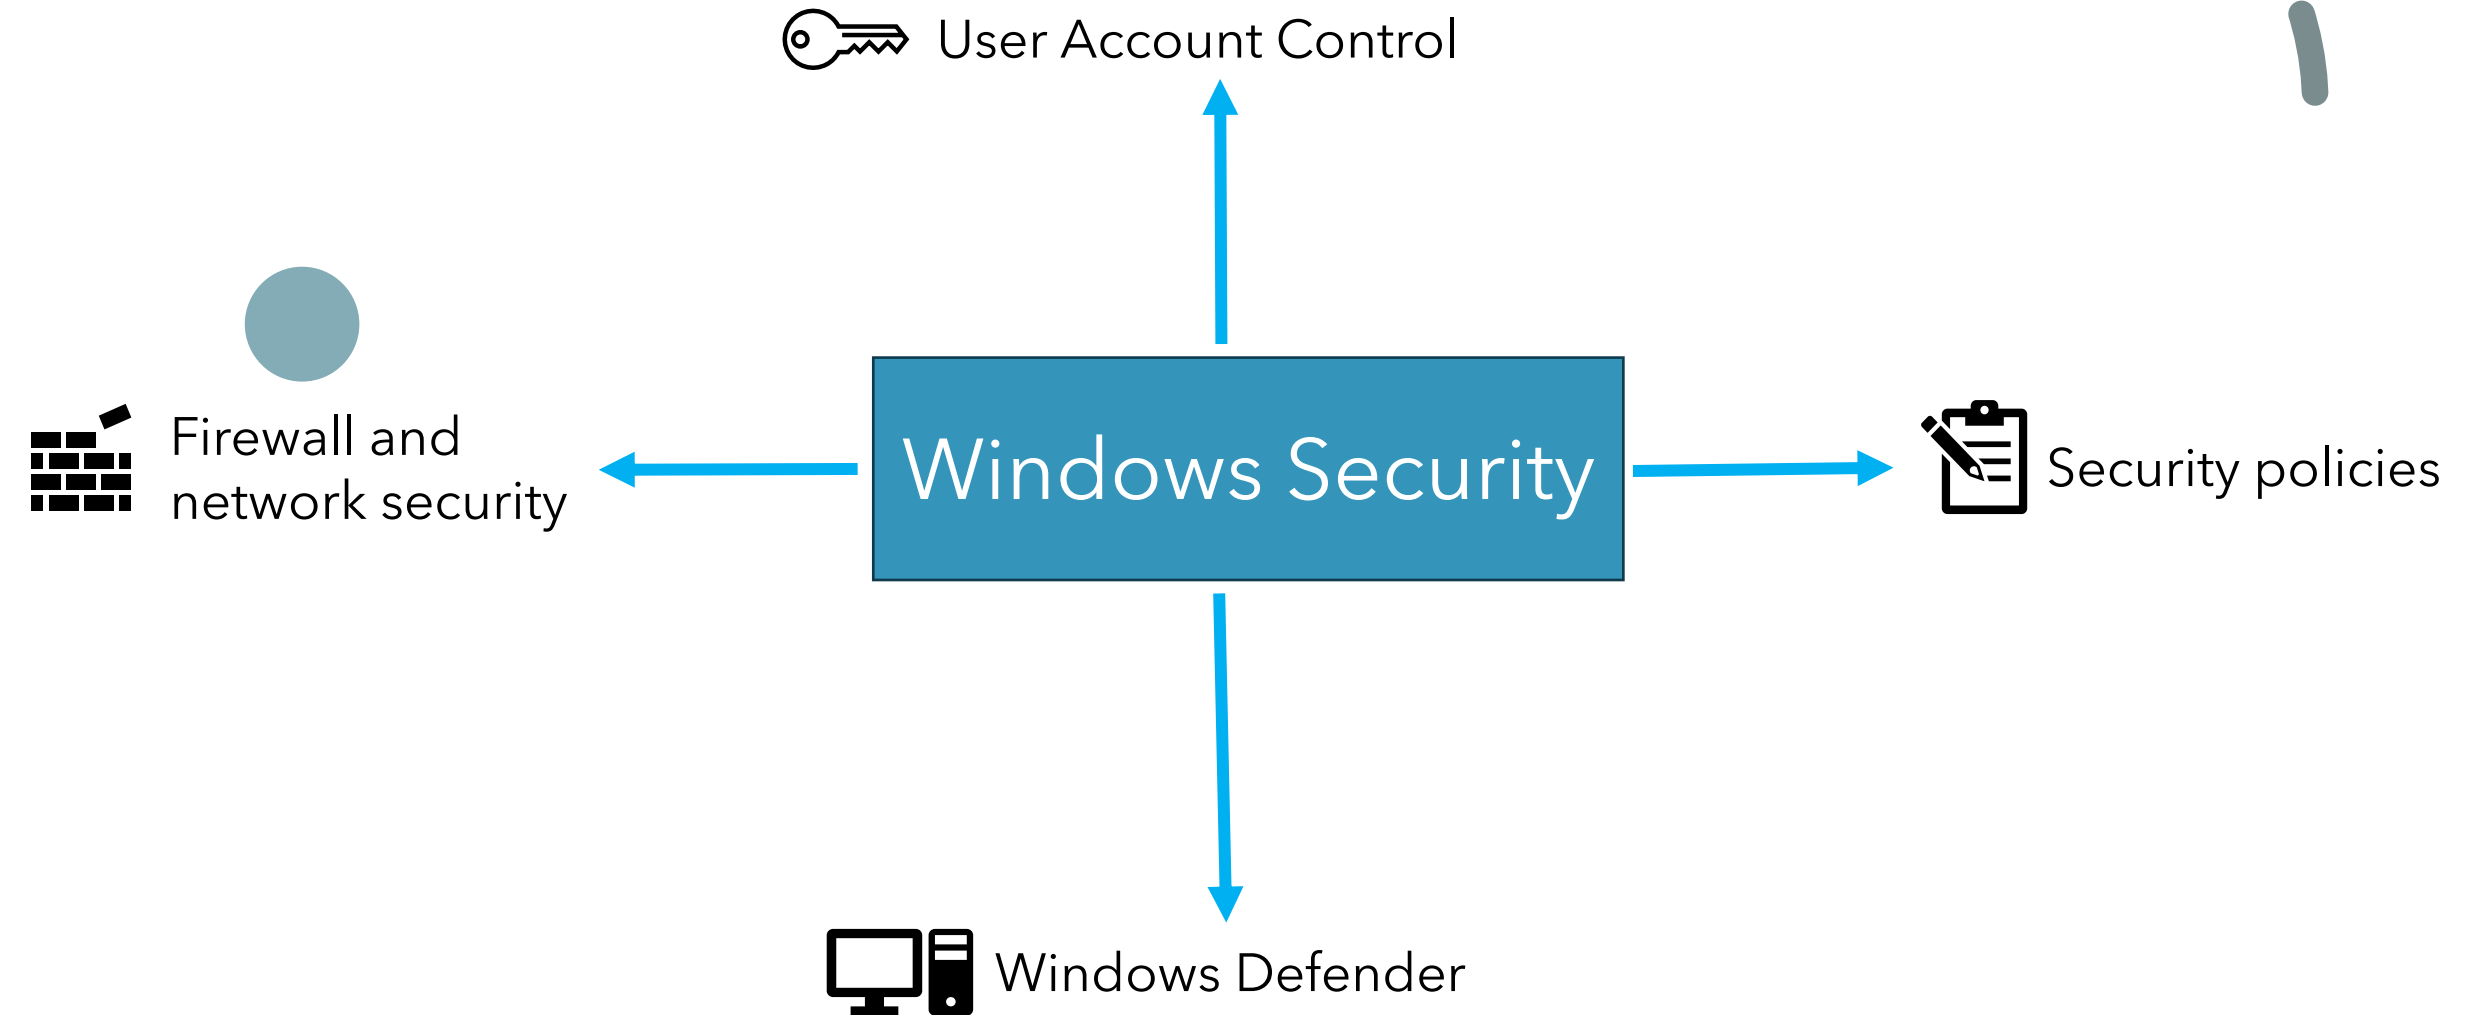 User Account Control
Firewall and
network security
Windows Security
Security policies
Windows Defender